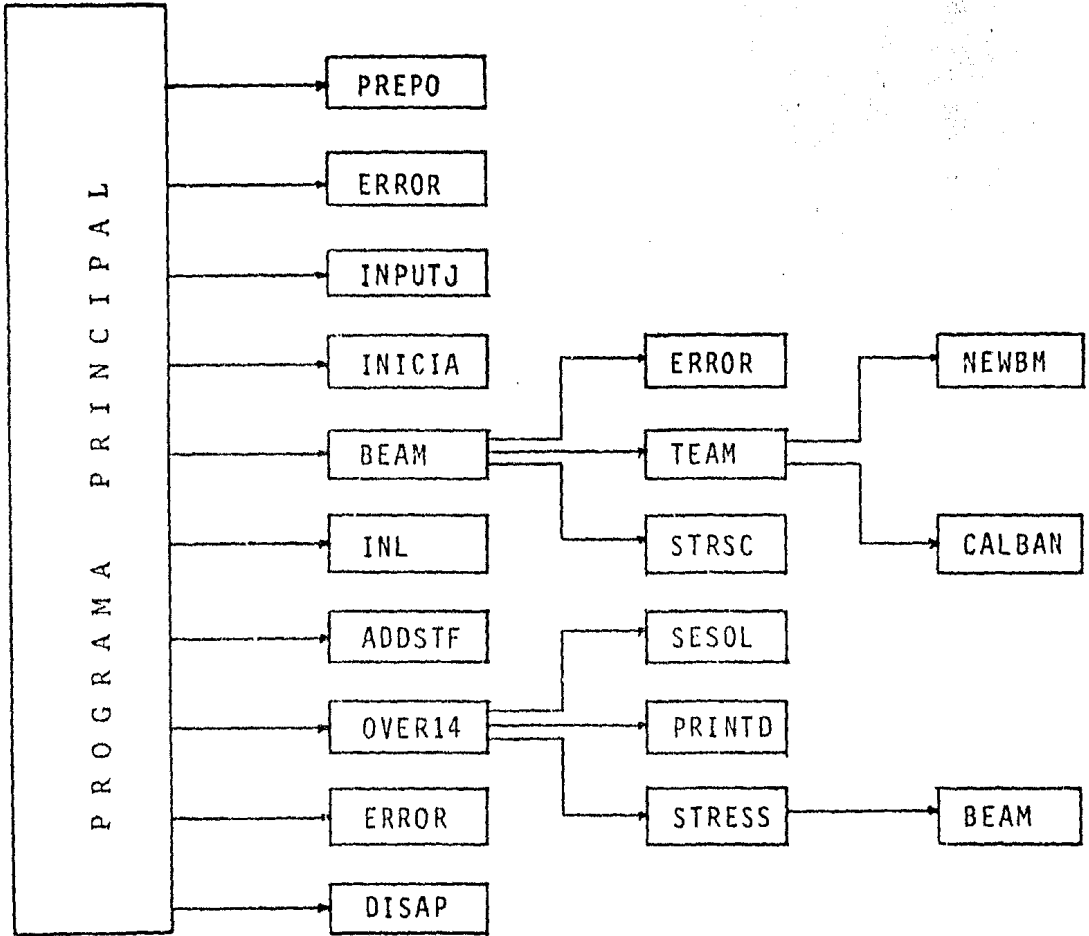 PROGRAMA PRINCIPAL
PREPO
ERROR
INPUTJ
INICIA
ERROR
NEWBM
BEAM
TEAM
INL
STRSC
CALBAN
ADDSTF
SESOL
OVER14
PRINTD
ERROR
STRESS
BEAM
DISAP